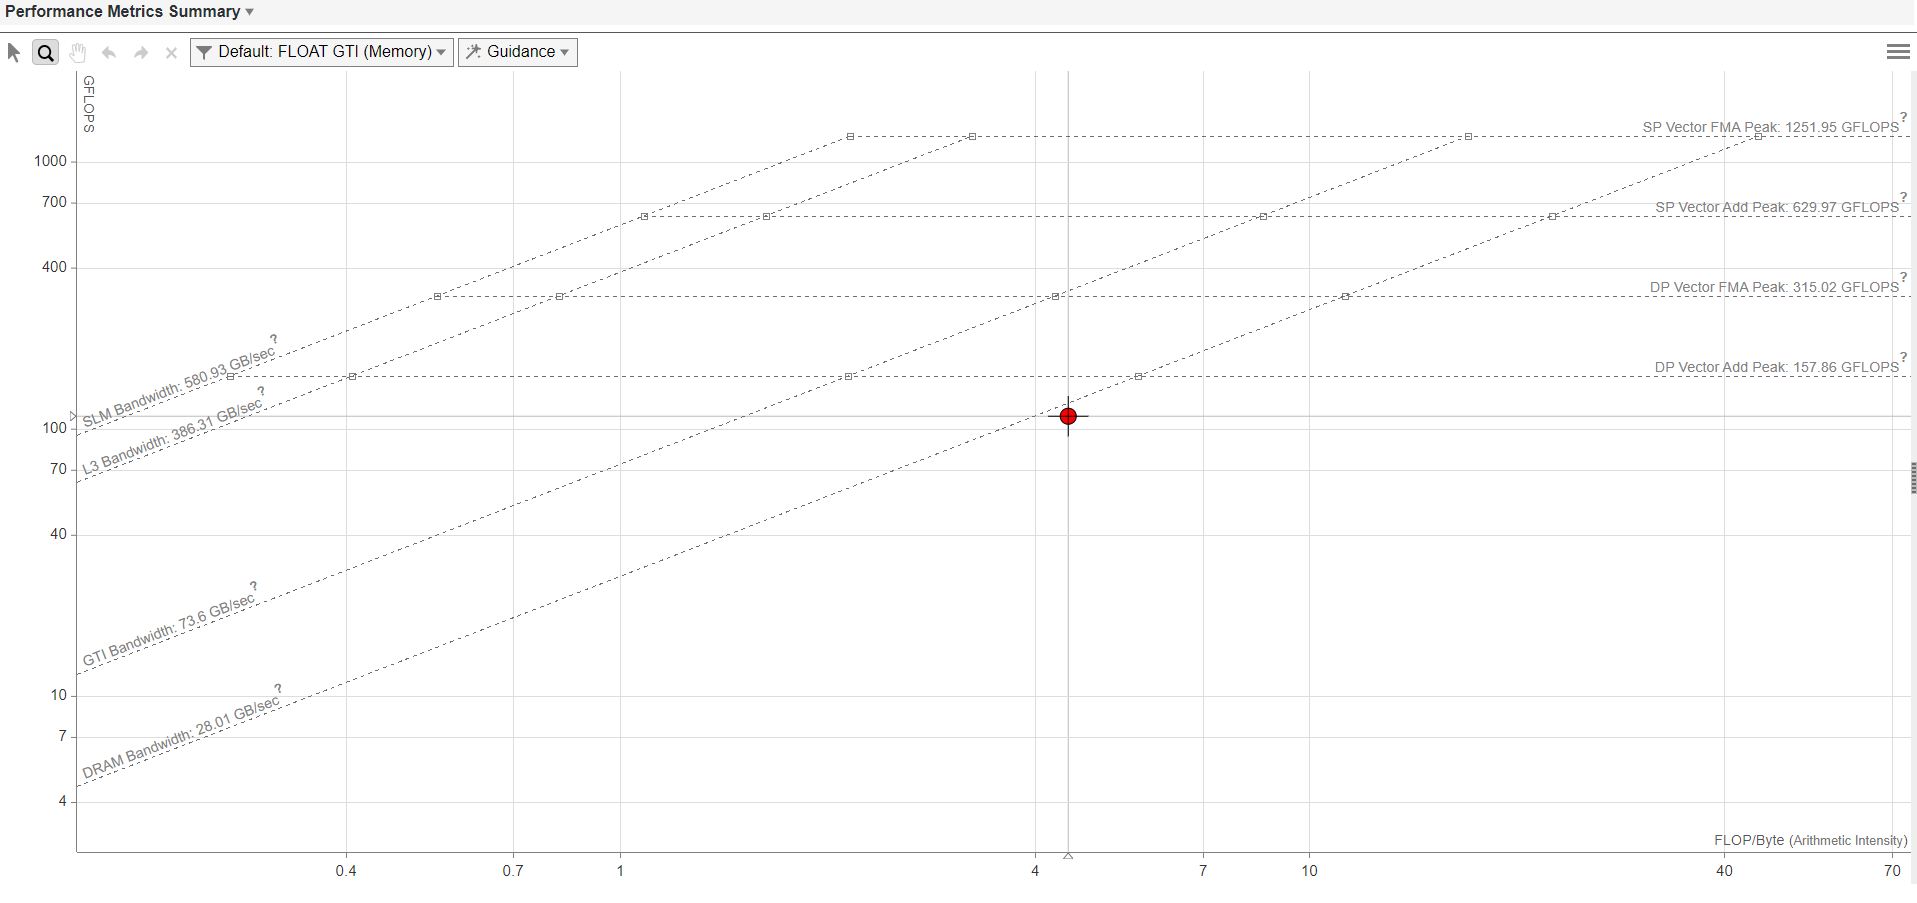 Performance Metrics Summary
Default: FLOAT GTI (Memory)
Guidance
GFLOPS
SP Vector FMA Peak: 1251.95 GFLOPS ?
1000
700
SP Vector Add Peak: 629.97 GFLOPS ?
400
DP Vector FMA Peak: 315.02 GFLOPS ?
SLM Bandwidth: 580.93 GB/sec ?
DP Vector Add Peak: 157.86 GFLOPS ?
L3 Bandwidth: 386.31 GB/sec ?
100
70
40
GTI Bandwidth: 73.6 GB/sec ?
10
DRAM Bandwidth: 28.01 GB/sec ?
7
4
FLOP/Byte (Arithmetic Intensity)
0.4 0.7 1 4 7 10 40 70